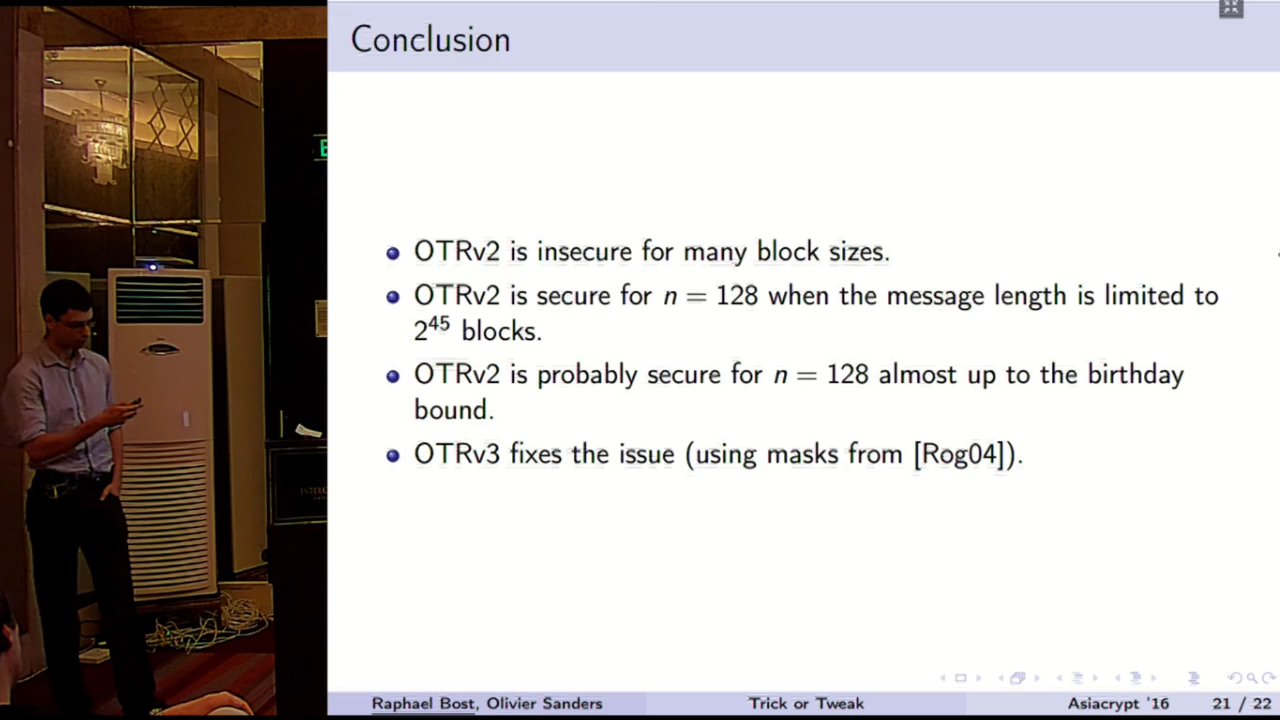 Conclusion
OTRv2 is insecure for many block sizes.
OTRv2 is secure for n = 128 when the message length is limited to
2⁴⁵ blocks.
OTRv2 is probably secure for n = 128 almost up to the birthday
bound.
OTRv3 fixes the issue (using masks from [Rog04]).
Raphael Bost, Olivier Sanders
Trick or Tweak
Asiacrypt '16
21 / 22